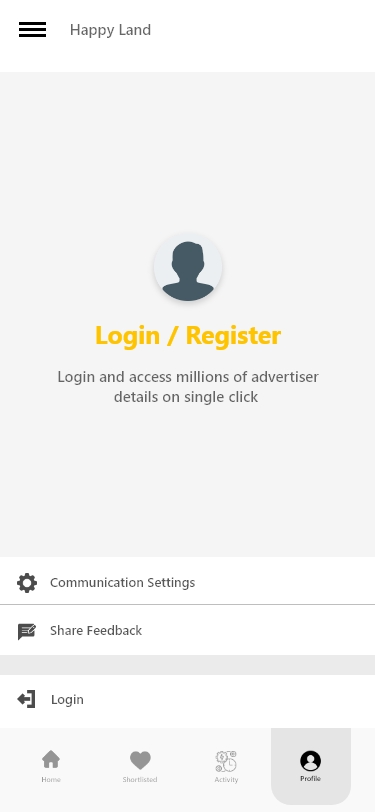 Happy Land
Login / Register
Login and access millions of advertiser
details on single click
Communication Settings
Share Feedback
Login
Home
Shortlisted
Activity
Profile